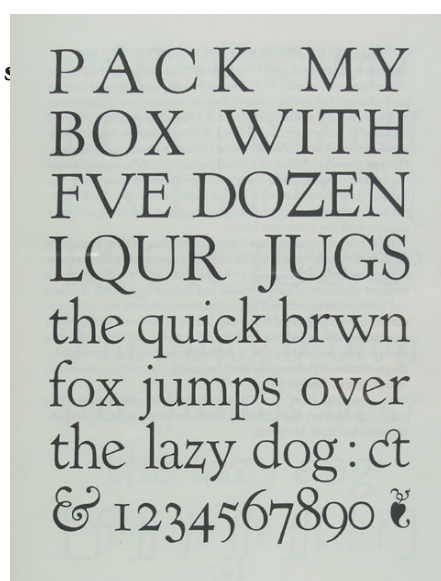 PACK MY
BOX WITH
FVE DOZEN
LQUR JUGS
the quick brwn
fox jumps over
the lazy dog : ct
& 1234567890 ❦